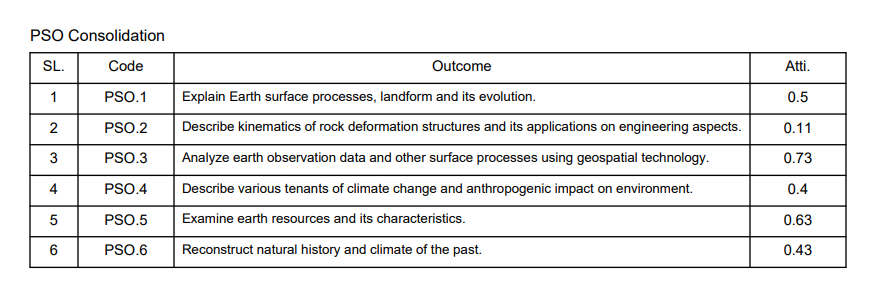 PSO Consolidation
SL. Code Outcome Atti.
1 PSO.1 Explain Earth surface processes, landform and its evolution. 0.5
2 PSO.2 Describe kinematics of rock deformation structures and its applications on engineering aspects. 0.11
3 PSO.3 Analyze earth observation data and other surface processes using geospatial technology. 0.73
4 PSO.4 Describe various tenants of climate change and anthropogenic impact on environment. 0.4
5 PSO.5 Examine earth resources and its characteristics. 0.63
6 PSO.6 Reconstruct natural history and climate of the past. 0.43